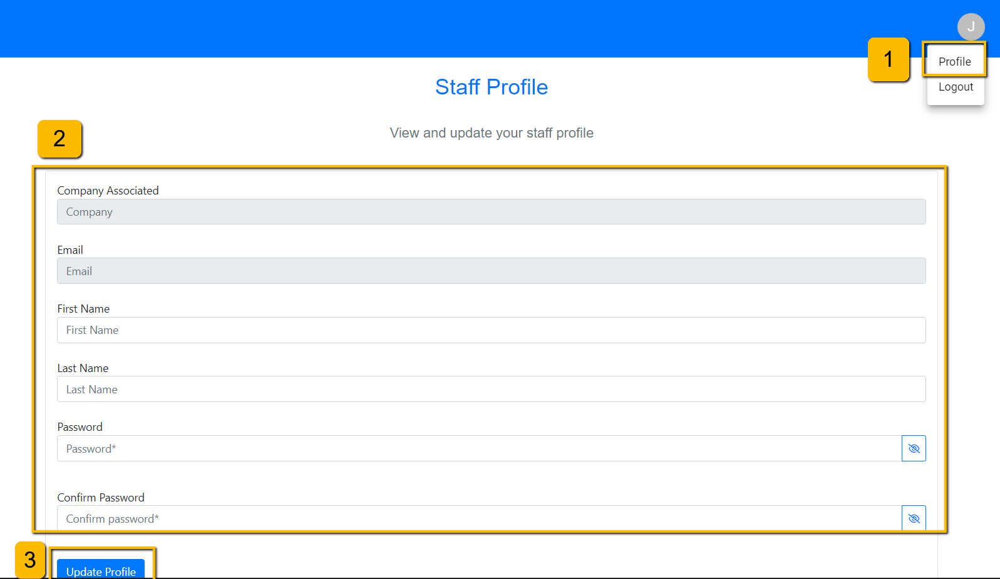 J
1
Profile
Logout
Staff Profile
2
View and update your staff profile
Company Associated
Company
Email
Email
First Name
First Name
Last Name
Last Name
Password
Password*
Confirm Password
Confirm password*
3
Update Profile